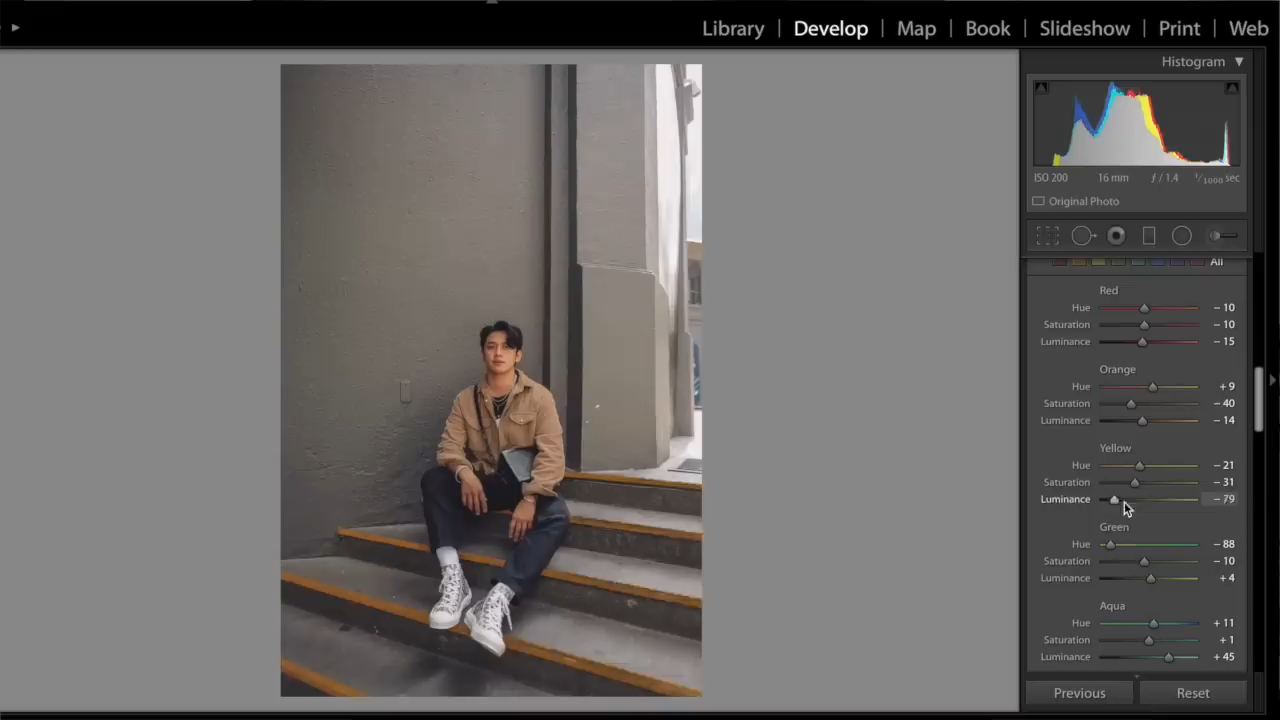 Library | Develop | Map | Book | Slideshow | Print | Web
Histogram
ISO 200 16 mm ƒ / 1.4 1/1000 sec
Original Photo
All
Red
Hue − 10
Saturation − 10
Luminance − 15
Orange
Hue + 9
Saturation − 40
Luminance − 14
Yellow
Hue − 21
Saturation − 31
Luminance − 79
Green
Hue − 88
Saturation − 10
Luminance + 4
Aqua
Hue + 11
Saturation + 1
Luminance + 45
Previous Reset